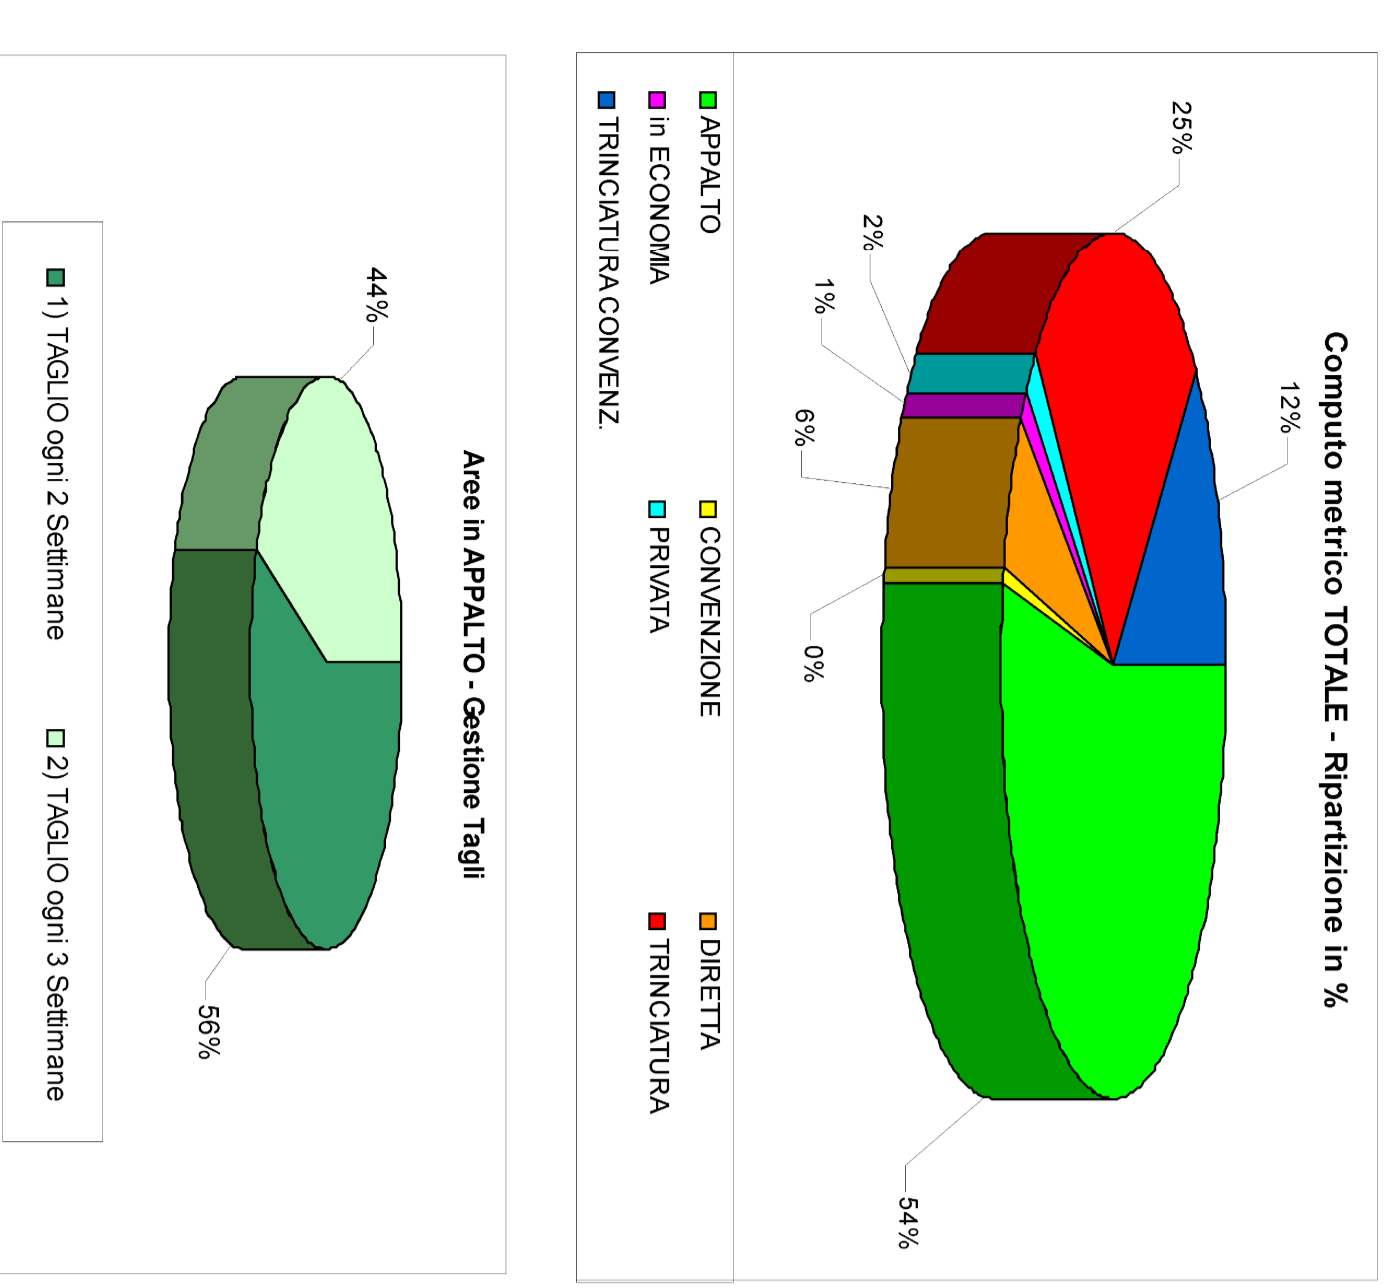 Computo metrico TOTALE - Ripartizione in %
12%
25%
2%
1%
6%
0%
54%
APPALTO
CONVENZIONE
DIRETTA
in ECONOMIA
PRIVATA
TRINCIATURA
TRINCIATURA CONVENZ.
Aree in APPALTO - Gestione Tagli
44%
56%
1) TAGLIO ogni 2 Settimane
2) TAGLIO ogni 3 Settimane